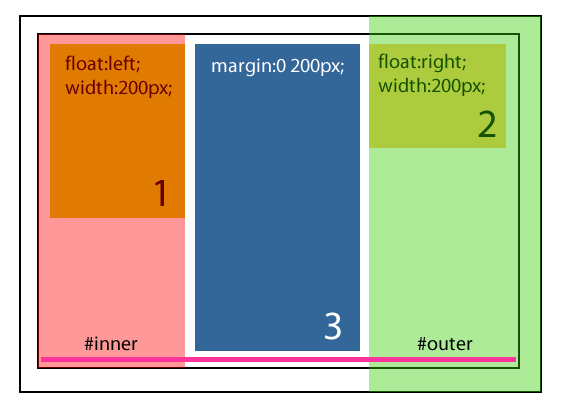 float:left;
width:200px;
1
margin:0 200px;
3
float:right;
width:200px;
2
#inner
#outer